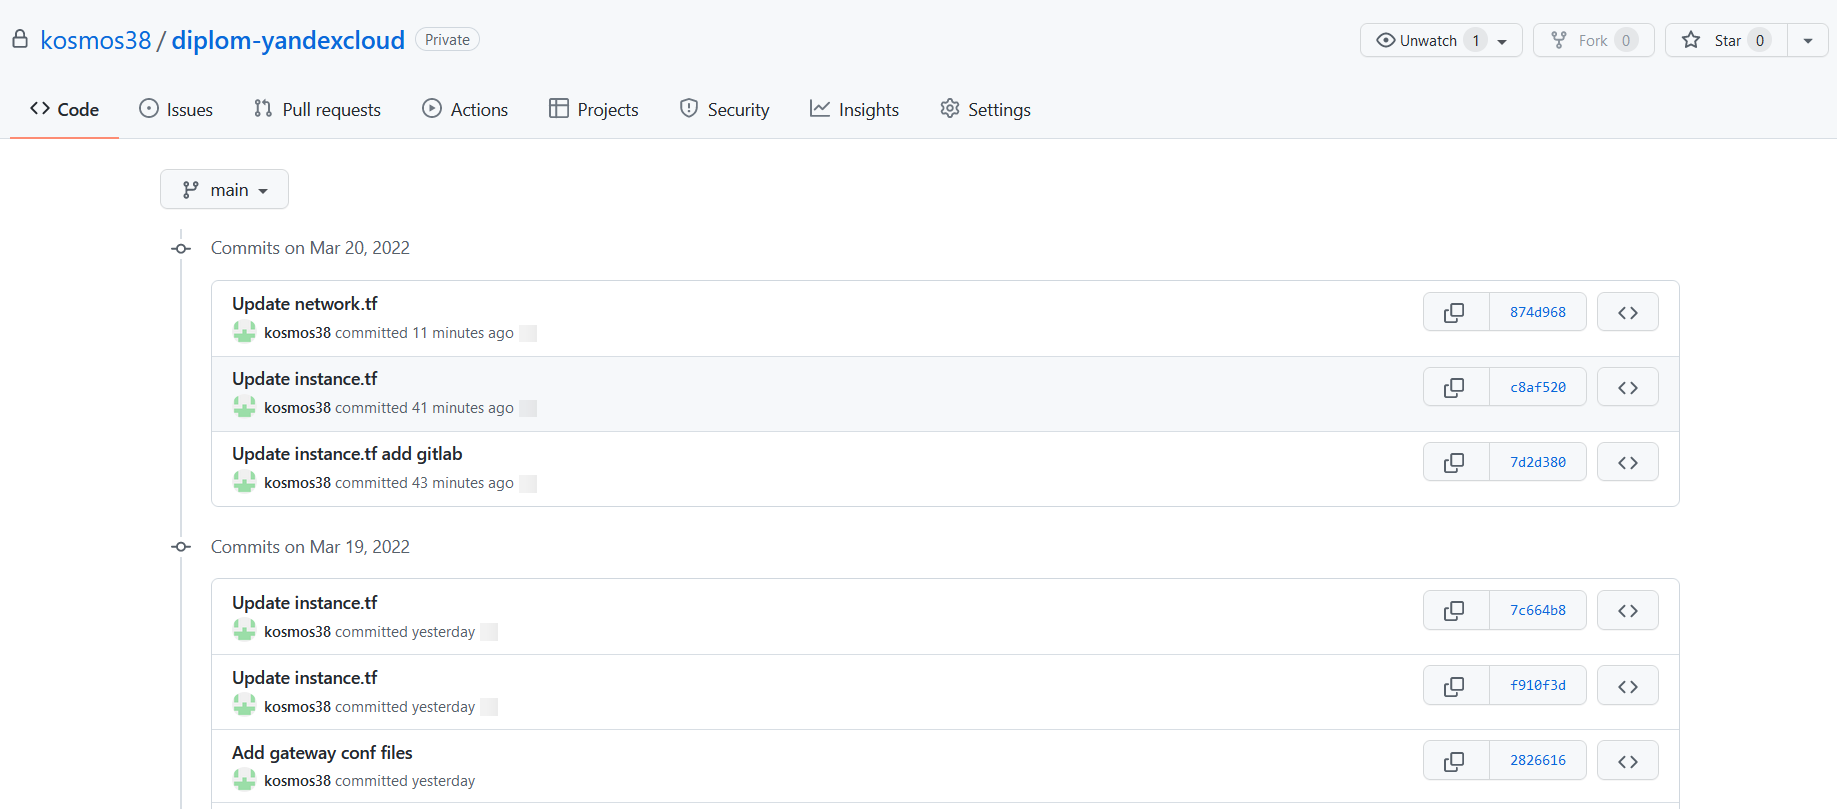 kosmos38 / diplom-yandexcloud Private
Unwatch 1 Fork 0 Star 0
Code Issues Pull requests Actions Projects Security Insights Settings
main
Commits on Mar 20, 2022
Update network.tf
kosmos38 committed 11 minutes ago
874d968
Update instance.tf
kosmos38 committed 41 minutes ago
c8af520
Update instance.tf add gitlab
kosmos38 committed 43 minutes ago
7d2d380
Commits on Mar 19, 2022
Update instance.tf
kosmos38 committed yesterday
7c664b8
Update instance.tf
kosmos38 committed yesterday
f910f3d
Add gateway conf files
kosmos38 committed yesterday
2826616